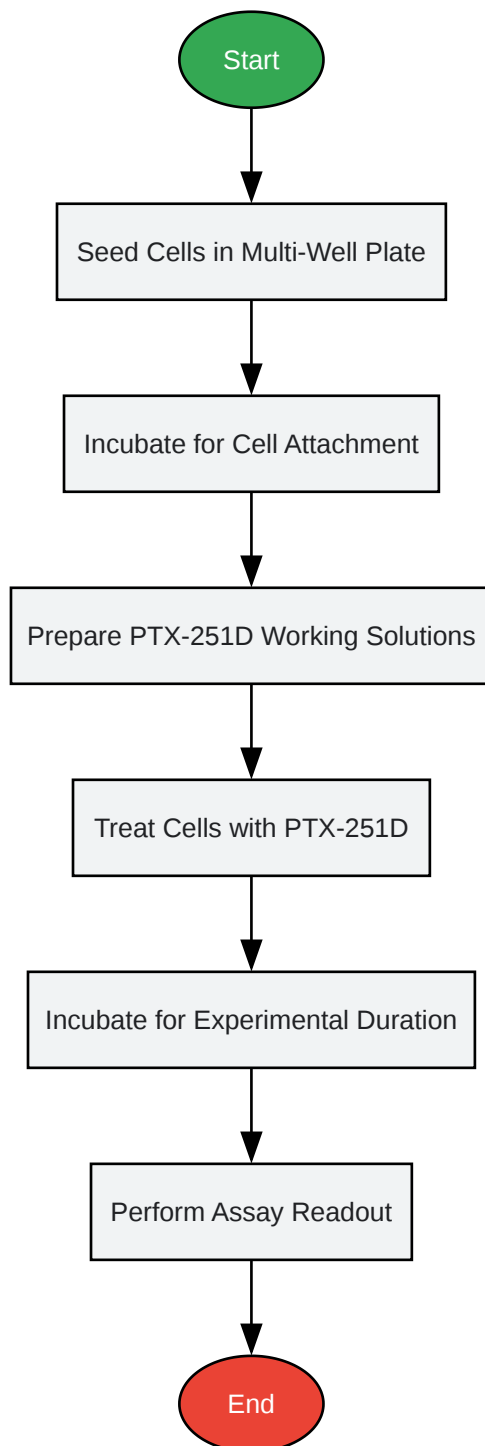 Start
Seed Cells in Multi-Well Plate
Incubate for Cell Attachment
Prepare PTX-251D Working Solutions
Treat Cells with PTX-251D
Incubate for Experimental Duration
Perform Assay Readout
End